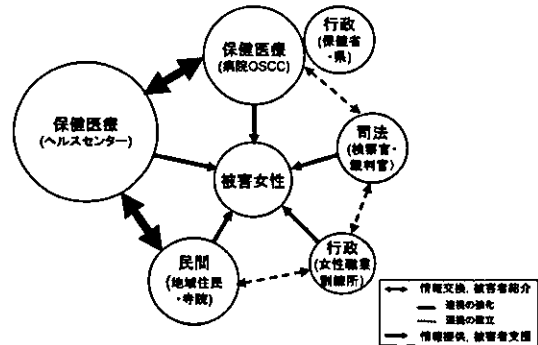 保健医療
(病院OSCC)
行政
(保健省
・県)
保健医療
(ヘルスセンター)
司法
(検察官・
裁判官)
被害女性
民間
(地域住民
・寺院)
行政
(女性職業
訓練所)
情報交換，被害者紹介
連携の強化
連携の確立
情報提供，被害者支援